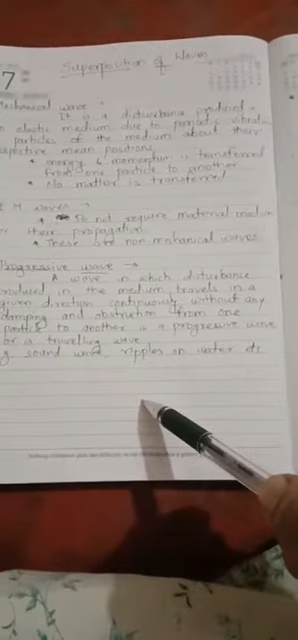 Superposition of Waves
7
Mechanical wave :
It is a disturbance produced in
elastic medium due to periodic vibration
particles of the medium about their
spective mean positions.
• energy & momentum is transferred
from one particle to another
• No matter is transferred
M waves →
• Do not require material medium
their propagation.
• These are non mehanical waves
Progressive wave →
A wave in which disturbance
produced in the medium travels in a
given direction continuously without any
damping and obstruction from one
particle to another is a progressive wave
or a travelling wave
g. sound wave, ripples on water etc